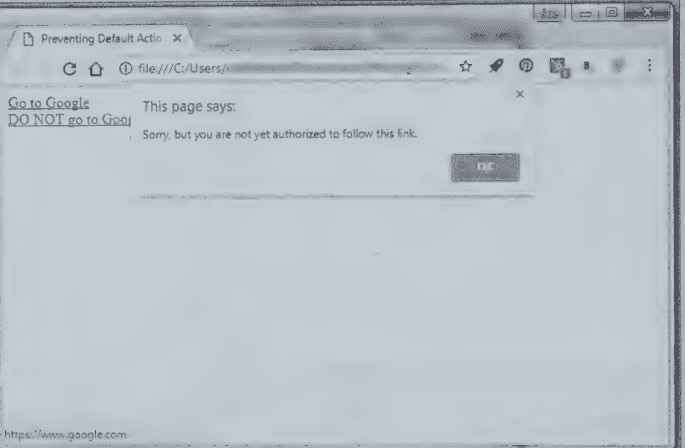 Preventing Default Actio
file:///C:/Users/
Go to Google
DO NOT go to Goog
This page says:
Sorry, but you are not yet authorized to follow this link.
OK
https://www.google.com